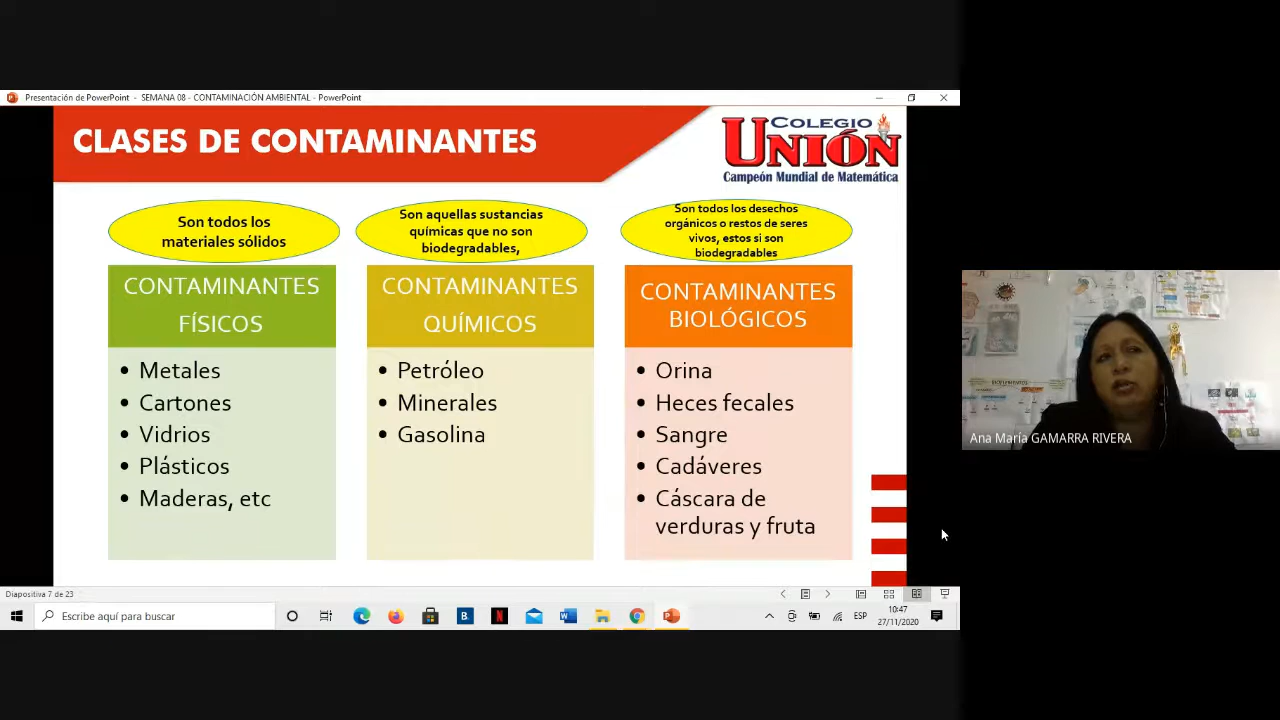 Presentación de PowerPoint - SEMANA 08 - CONTAMINACIÓN AMBIENTAL - PowerPoint
CLASES DE CONTAMINANTES
COLEGIO
UNIÓN
Campeón Mundial de Matemática
Son todos los
materiales sólidos
Son aquellas sustancias
químicas que no son
biodegradables,
Son todos los desechos
orgánicos o restos de seres
vivos, estos si son
biodegradables
CONTAMINANTES
FÍSICOS
CONTAMINANTES
QUÍMICOS
CONTAMINANTES
BIOLÓGICOS
• Metales
• Cartones
• Vidrios
• Plásticos
• Maderas, etc
• Petróleo
• Minerales
• Gasolina
• Orina
• Heces fecales
• Sangre
• Cadáveres
• Cáscara de
verduras y fruta
Ana María GAMARRA RIVERA
Diapositiva 7 de 23
Escribe aquí para buscar
B.
N
ESP
10:47
27/11/2020